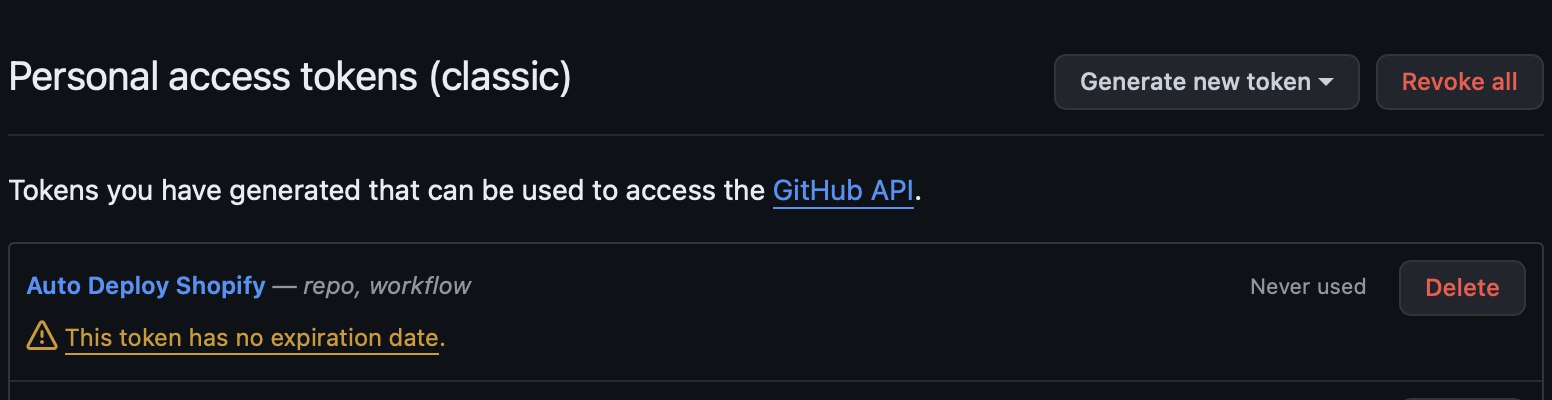 Personal access tokens (classic)
Generate new token
Revoke all
Tokens you have generated that can be used to access the GitHub API.
Auto Deploy Shopify — repo, workflow
Never used
Delete
This token has no expiration date.